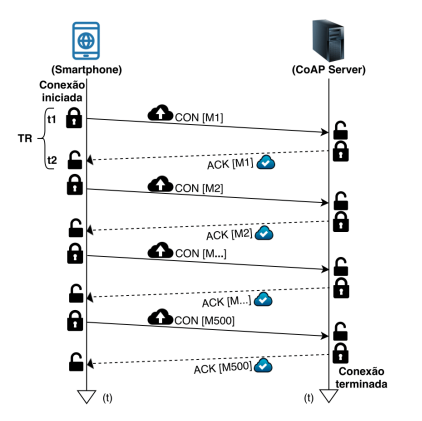 (Smartphone)
(CoAP Server)
Conexão
iniciada
t1
CON [M1]
TR
t2
ACK [M1]
CON [M2]
ACK [M2]
CON [M...]
ACK [M...]
CON [M500]
ACK [M500]
Conexão
terminada
(t)
(t)